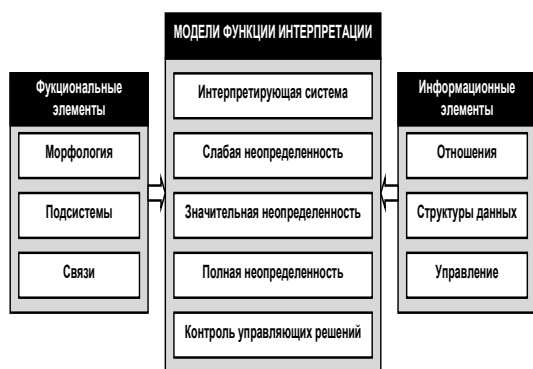 Фукциональные
элементы
Морфология
Подсистемы
Связи
МОДЕЛИ ФУНКЦИИ ИНТЕРПРЕТАЦИИ
Интерпретирующая система
Слабая неопределенность
Значительная неопределенность
Полная неопределенность
Контроль управляющих решений
Информационные
элементы
Отношения
Структуры данных
Управление